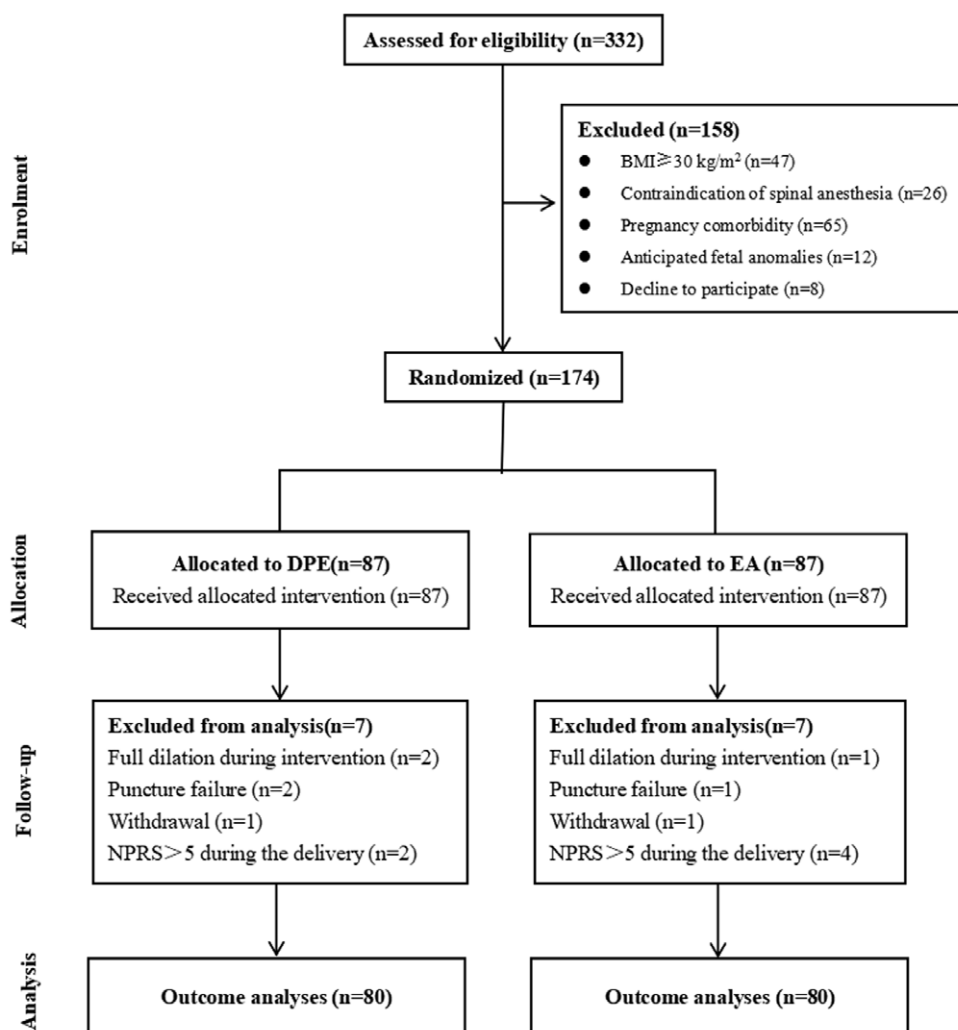 Assessed for eligibility (n=332)
Enrolment
Excluded (n=158)
● BMI≥30 kg/m² (n=47)
● Contraindication of spinal anesthesia (n=26)
● Pregnancy comorbidity (n=65)
● Anticipated fetal anomalies (n=12)
● Decline to participate (n=8)
Randomized (n=174)
Allocation
Allocated to DPE(n=87)
Received allocated intervention (n=87)
Allocated to EA (n=87)
Received allocated intervention (n=87)
Follow-up
Excluded from analysis(n=7)
Full dilation during intervention (n=2)
Puncture failure (n=2)
Withdrawal (n=1)
NPRS>5 during the delivery (n=2)
Excluded from analysis(n=7)
Full dilation during intervention (n=1)
Puncture failure (n=1)
Withdrawal (n=1)
NPRS>5 during the delivery (n=4)
Analysis
Outcome analyses (n=80)
Outcome analyses (n=80)